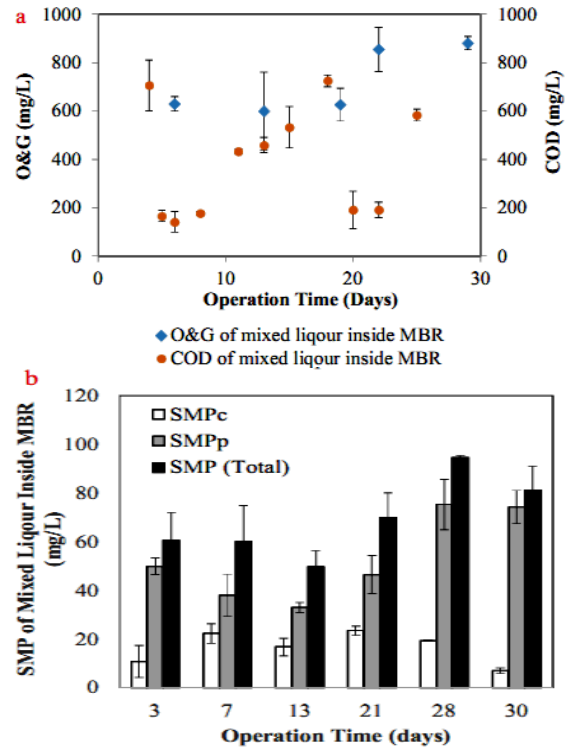 a
1000
800
600
400
200
0
O&G (mg/L)
1000
800
600
400
200
0
COD (mg/L)
0 10 20 30
Operation Time (Days)
O&G of mixed liqour inside MBR
COD of mixed liqour inside MBR
b
120
100
80
60
40
20
0
SMP of Mixed Liqour Inside MBR
(mg/L)
SMPc
SMPp
SMP (Total)
3 7 13 21 28 30
Operation Time (days)